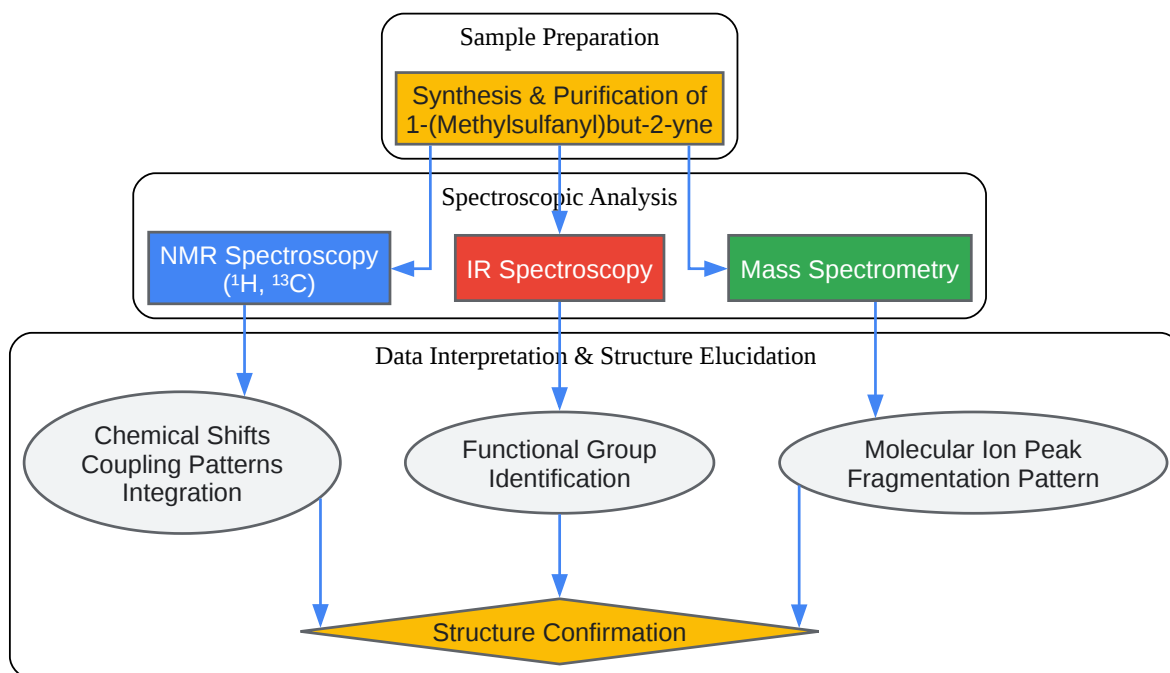 Sample Preparation
Synthesis & Purification of
1-(Methylsulfanyl)but-2-yne
Spectroscopic Analysis
NMR Spectroscopy
(¹H, ¹³C)
IR Spectroscopy
Mass Spectrometry
Data Interpretation & Structure Elucidation
Chemical Shifts
Coupling Patterns
Integration
Functional Group
Identification
Molecular Ion Peak
Fragmentation Pattern
Structure Confirmation